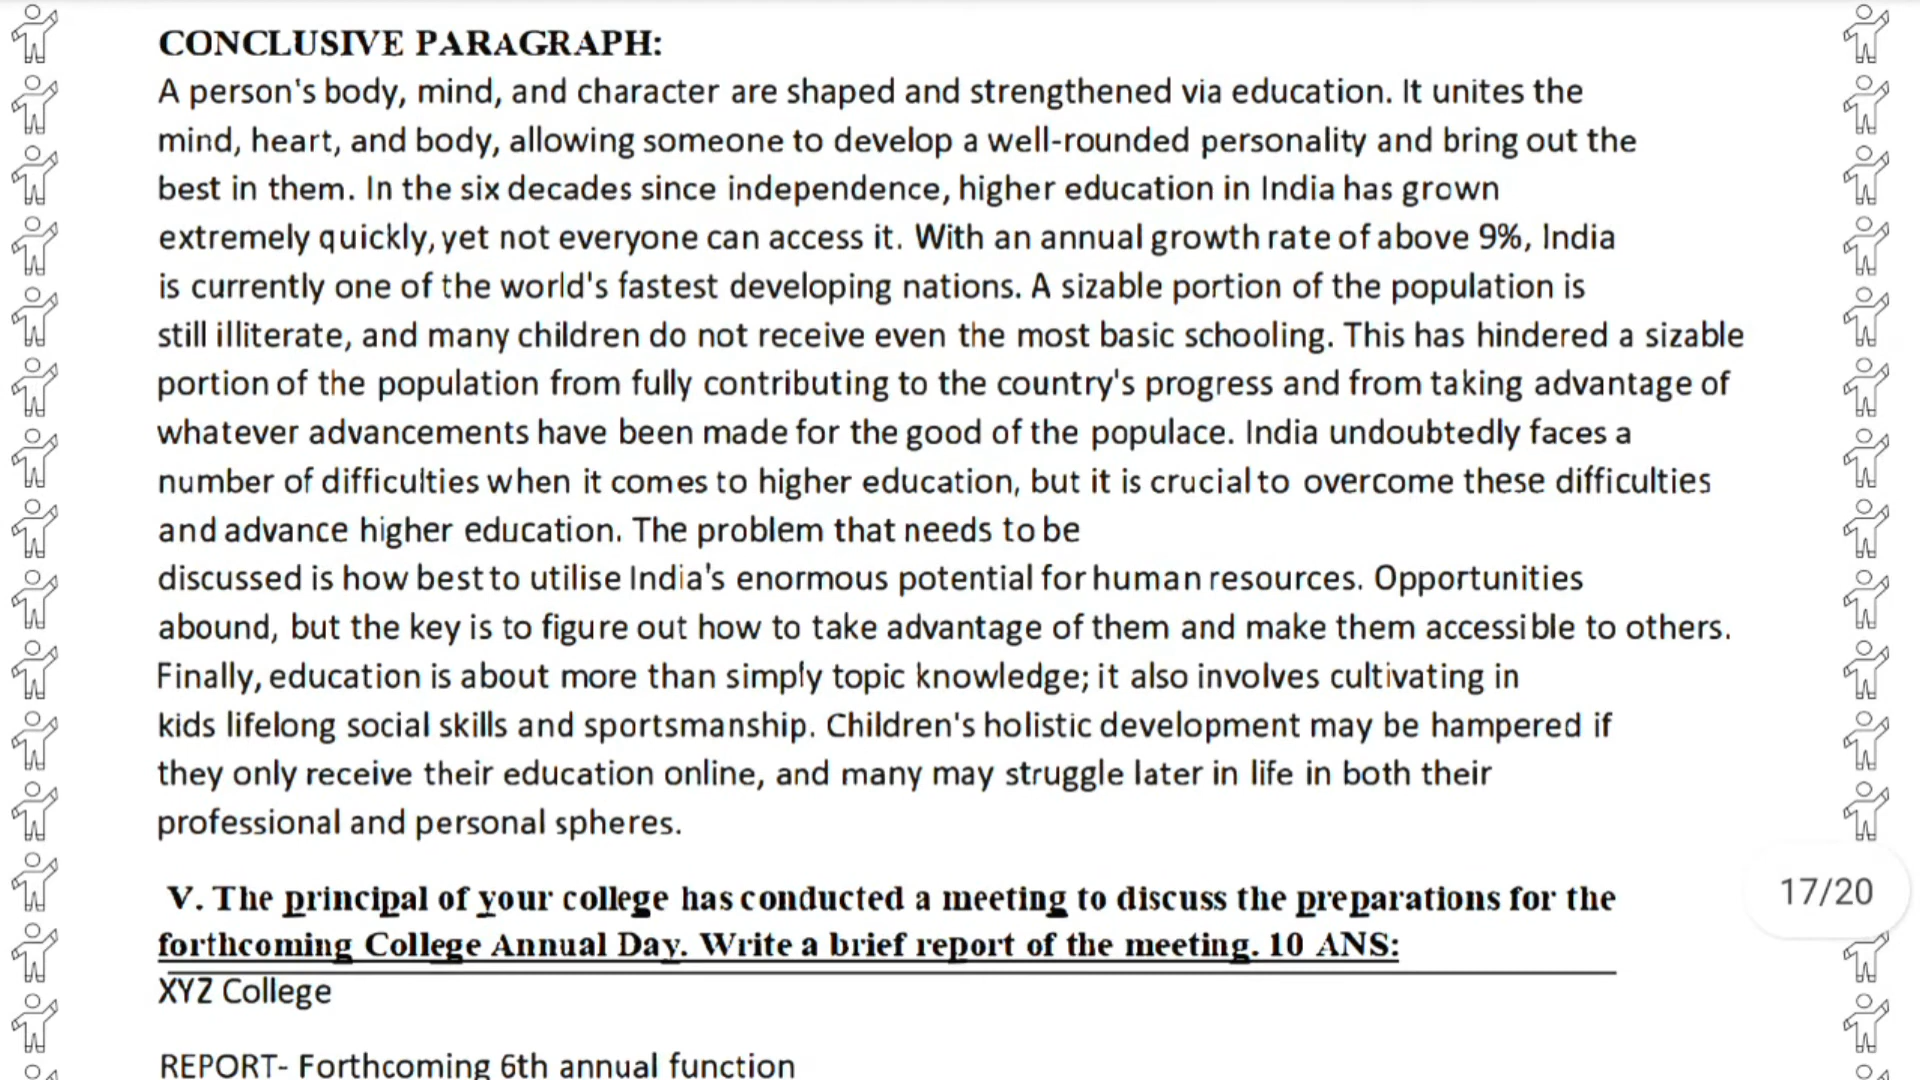 CONCLUSIVE PARAGRAPH:
A person's body, mind, and character are shaped and strengthened via education. It unites the
mind, heart, and body, allowing someone to develop a well-rounded personality and bring out the
best in them. In the six decades since independence, higher education in India has grown
extremely quickly, yet not everyone can access it. With an annual growth rate of above 9%, India
is currently one of the world's fastest developing nations. A sizable portion of the population is
still illiterate, and many children do not receive even the most basic schooling. This has hindered a sizable
portion of the population from fully contributing to the country's progress and from taking advantage of
whatever advancements have been made for the good of the populace. India undoubtedly faces a
number of difficulties when it comes to higher education, but it is crucial to overcome these difficulties
and advance higher education. The problem that needs to be
discussed is how best to utilise India's enormous potential for human resources. Opportunities
abound, but the key is to figure out how to take advantage of them and make them accessible to others.
Finally, education is about more than simply topic knowledge; it also involves cultivating in
kids lifelong social skills and sportsmanship. Children's holistic development may be hampered if
they only receive their education online, and many may struggle later in life in both their
professional and personal spheres.
V. The principal of your college has conducted a meeting to discuss the preparations for the
17/20
forthcoming College Annual Day. Write a brief report of the meeting. 10 ANS:
XYZ College
REPORT- Forthcoming 6th annual function